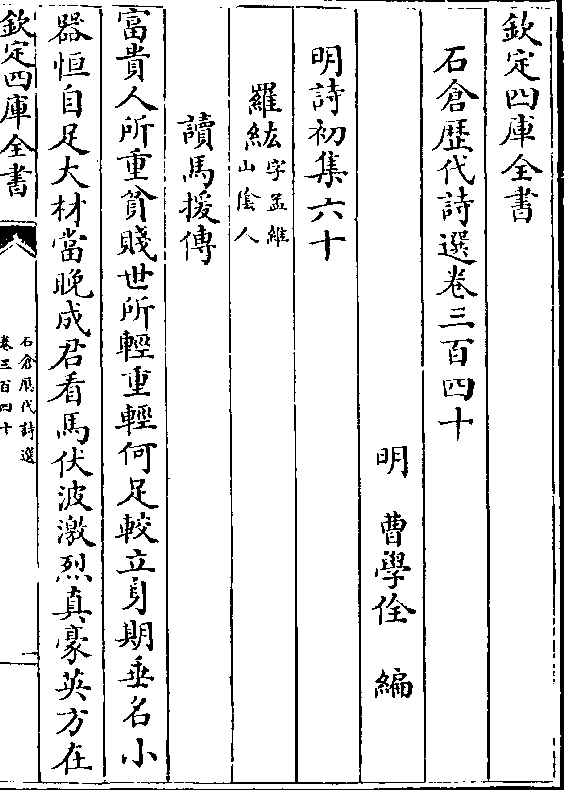 欽定四庫全書
石倉歴代詩選卷三百四十
明 曹學佺 編
明詩初集六十
羅紘字孟維山陰人
讀馬援傳
富貴人所重貧賤世所輕重輕何足較立身期垂名小
器恒自足大材當晚成君看馬伏波激烈真豪英方在
欽定四庫全書
石倉歴代詩選
卷三百四十
一